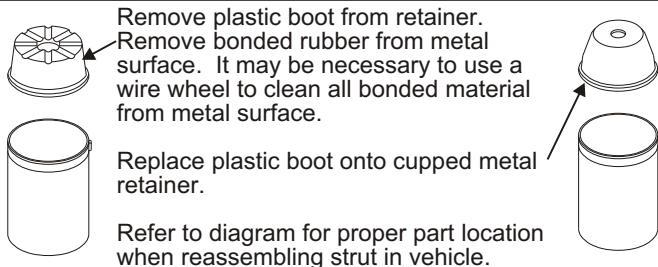 Remove plastic boot from retainer.
Remove bonded rubber from metal
surface.  It may be necessary to use a
wire wheel to clean all bonded material
from metal surface.
Replace plastic boot onto cupped metal
retainer.
Refer to diagram for proper part location
when reassembling strut in vehicle.